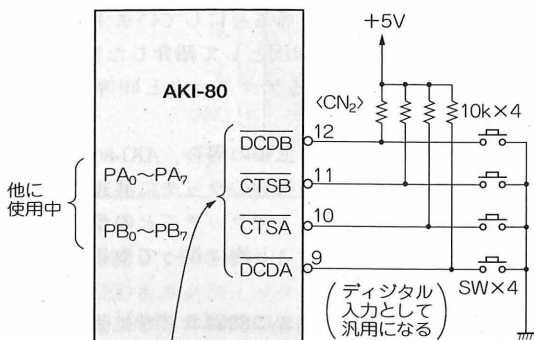 +5V
AKI-80
〈CN₂〉
10k×4
12
DCDB
PA₀～PA₇
11
CTSB
他に
使用中
10
CTSA
PB₀～PB₇
9
DCDA
SW×4
ディジタル
入力として
汎用になる